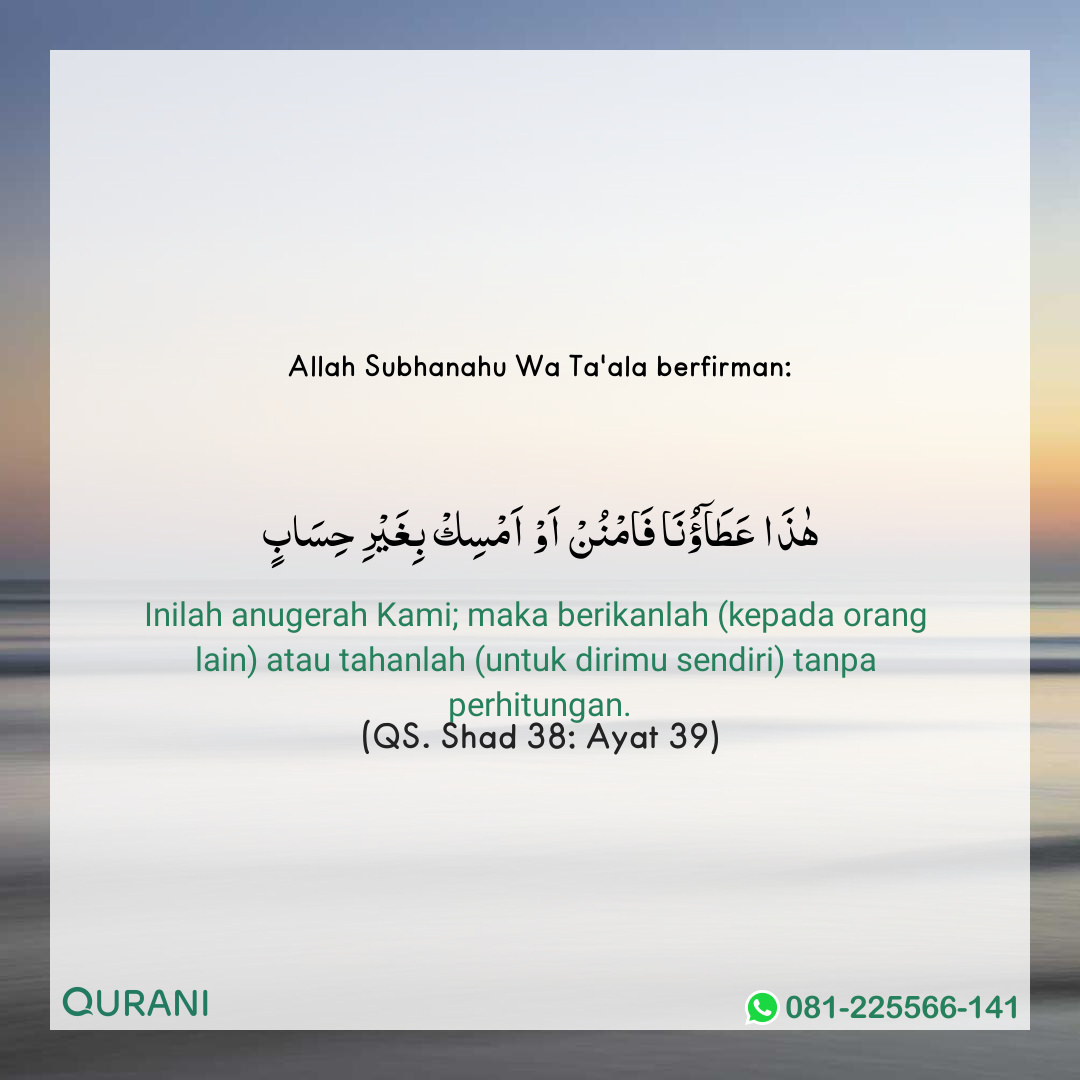 Allah Subhanahu Wa Ta'ala berfirman:
هٰذَا عَطَآؤُنَا فَامْنُنْ اَوْ اَمْسِكْ بِغَيْرِ حِسَابٍ
Inilah anugerah Kami; maka berikanlah (kepada orang
lain) atau tahanlah (untuk dirimu sendiri) tanpa
perhitungan.
(QS. Shad 38: Ayat 39)
QURANI
081-225566-141